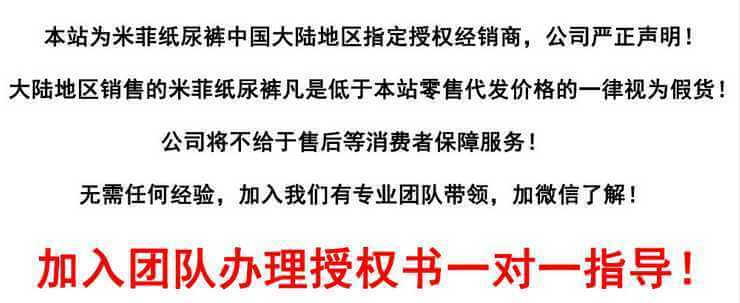 本站为米菲纸尿裤中国大陆地区指定授权经销商，公司严正声明！
大陆地区销售的米菲纸尿裤凡是低于本站零售代发价格的一律视为假货！
公司将不给于售后等消费者保障服务！
无需任何经验，加入我们有专业团队带领，加微信了解！
加入团队办理授权书一对一指导！